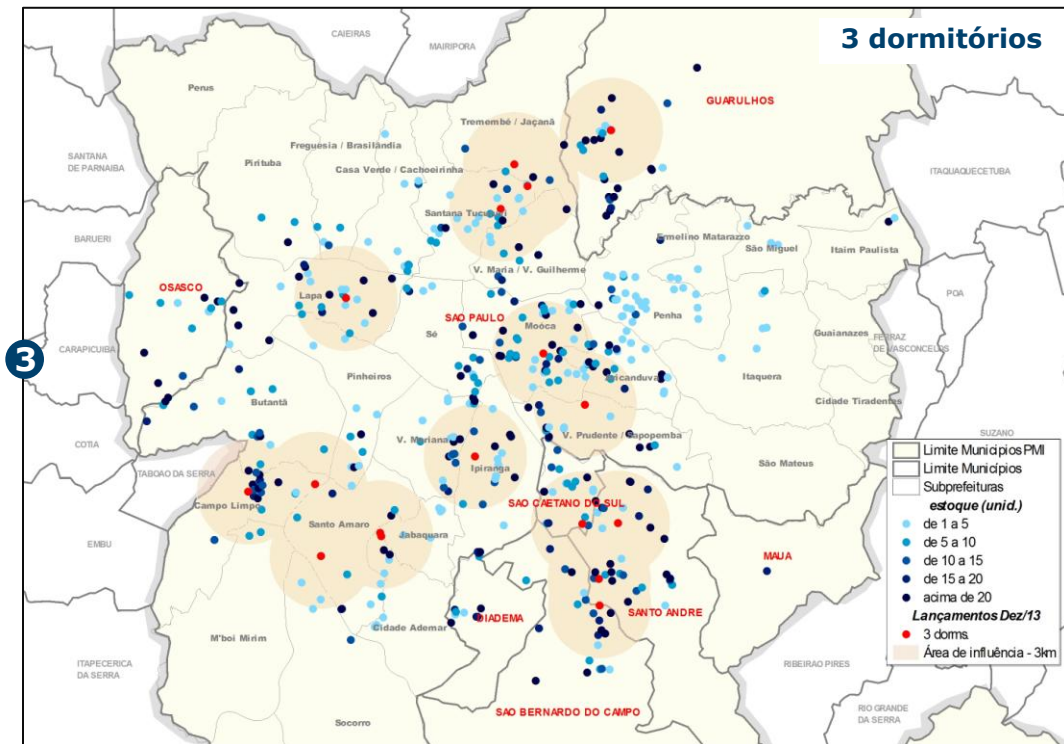 3 dormitórios
CAIEIRAS
MAIRIPORA
Perus
GUARULHOS
Tremembé / Jaçanã
Freguesia / Brasilândia
SANTANA
DE PARNAIBA
Pirituba
Casa Verde / Cachoeirinha
ITAQUAQUECETUBA
Santana Tucuruvi
BARUERI
Ermelino Matarazzo
São Miguel
Itaim Paulista
V. Maria / V. Guilherme
OSASCO
Lapa
POA
SAO PAULO
Moóca
Penha
Sé
Guaianazes
FERRAZ
DE VASCONCELOS
CARAPICUIBA
3
Pinheiros
Aricanduva
Itaquera
Butantã
Cidade Tiradentes
COTIA
V. Mariana
V. Prudente / Sapopemba
SUZANO
Ipiranga
São Mateus
TABOAO DA SERRA
Campo Limpo
SAO CAETANO DO SUL
Santo Amaro
Jabaquara
EMBU
MAUA
DIADEMA
SANTO ANDRE
Cidade Ademar
M'boi Mirim
ITAPECERICA
DA SERRA
RIBEIRAO PIRES
SAO BERNARDO DO CAMPO
RIO GRANDE
DA SERRA
Socorro
Limite Municipios PMI
Limite Municípios
Subprefeituras
estoque (unid.)
de 1 a 5
de 5 a 10
de 10 a 15
de 15 a 20
acima de 20
Lançamentos Dez/13
3 dorms.
Área de influência - 3km